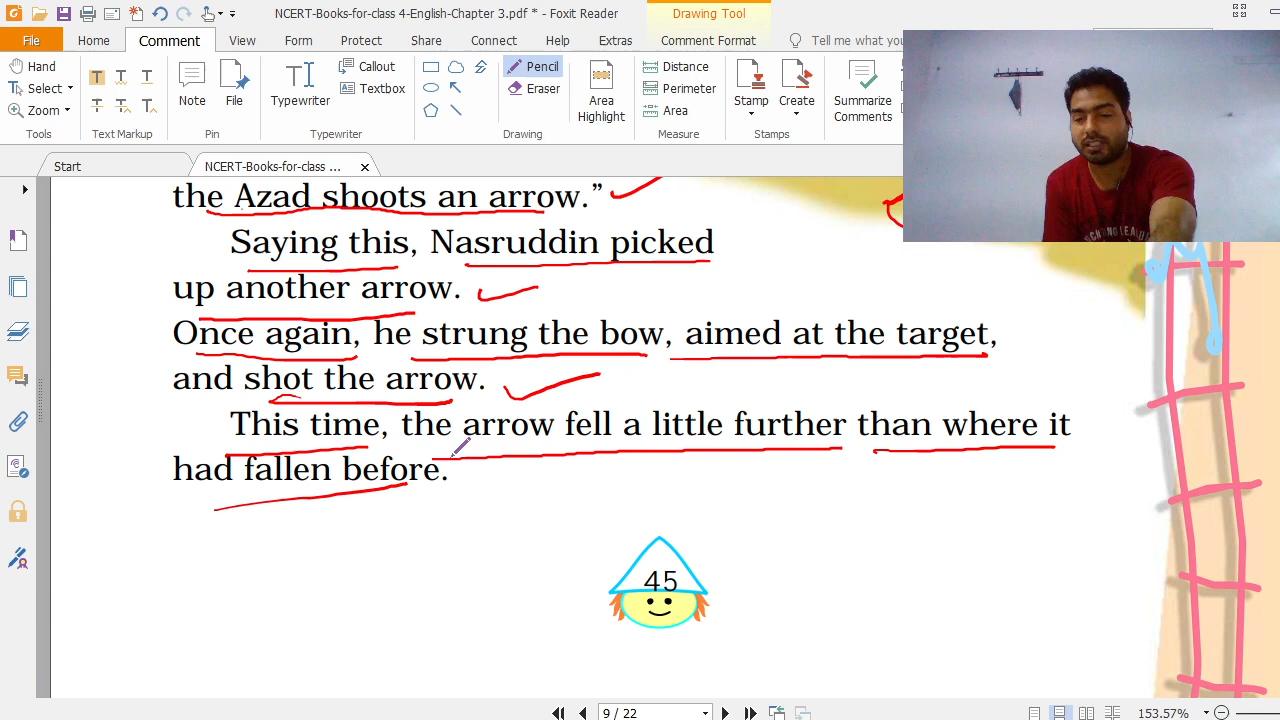 NCERT-Books-for class 4-English-Chapter 3.pdf * - Foxit Reader
Drawing Tool
File Home Comment View Form Protect Share Connect Help Extras Comment Format Tell me what you
Hand
Select
Zoom
Tools
Text Markup
Note
File
Pin
Typewriter
Callout
Textbox
Typewriter
Pencil
Eraser
Drawing
Area
Highlight
Distance
Perimeter
Area
Measure
Stamp
Create
Stamps
Summarize
Comments
Start
NCERT-Books-for-class ...
the Azad shoots an arrow.”
Saying this, Nasruddin picked
up another arrow.
Once again, he strung the bow, aimed at the target,
and shot the arrow.
This time, the arrow fell a little further than where it
had fallen before.
45
9 / 22
153.57%